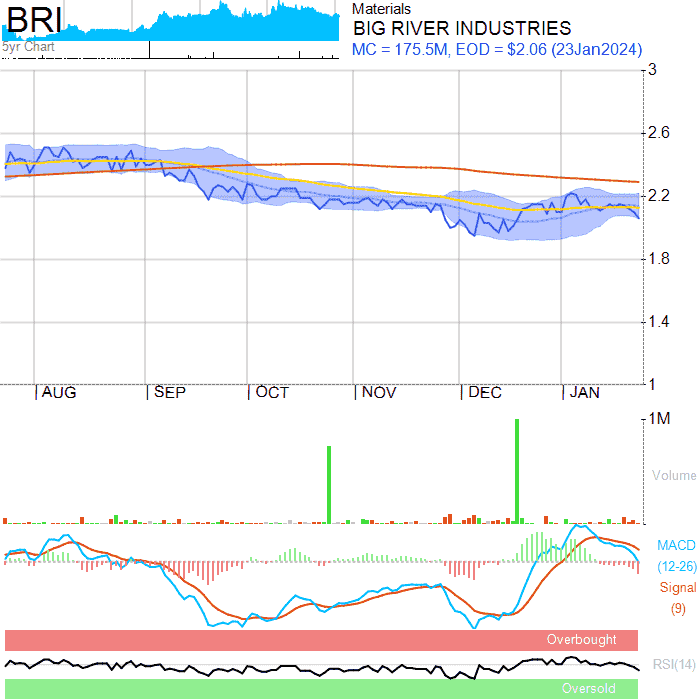 BRI
5yr Chart
Materials
BIG RIVER INDUSTRIES
MC = 175.5M, EOD = $2.06 (23Jan2024)
3
2.6
2.2
1.8
1.4
1
AUG
SEP
OCT
NOV
DEC
JAN
1M
Volume
MACD
(12-26)
Signal
(9)
Overbought
RSI(14)
Oversold